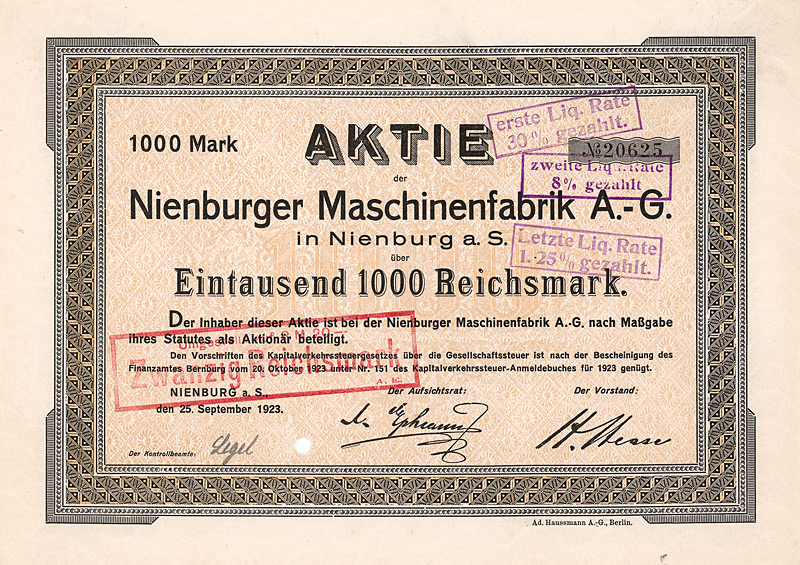 1000 Mark
AKTIE
erste Liq. Rate
30% gezahlt.
№ 20625
zweite Liq. Rate
8% gezahlt
der
Nienburger Maschinenfabrik A.-G.
in Nienburg a. S.
Letzte Liq. Rate
1.-25% gezahlt.
über
Eintausend 1000 Reichsmark.
Der Inhaber dieser Aktie ist bei der Nienburger Maschinenfabrik A.-G. nach Maßgabe
ihres Statutes als Aktionär beteiligt.
R.M. 20.-
Zwanzig Reichsmark
Den Vorschriften des Kapitalverkehrssteuergesetzes über die Gesellschaftssteuer ist nach der Bescheinigung des
Finanzamtes Bernburg vom 20. Oktober 1923 unter Nr. 151 des Kapitalverkehrssteuer-Anmeldebuches für 1923 genügt.
NIENBURG a. S.,
den 25. September 1923.
Der Aufsichtsrat:
Der Vorstand:
H. Hesse
Der Kontrollbeamte:
Ad. Haussmann A.-G., Berlin.